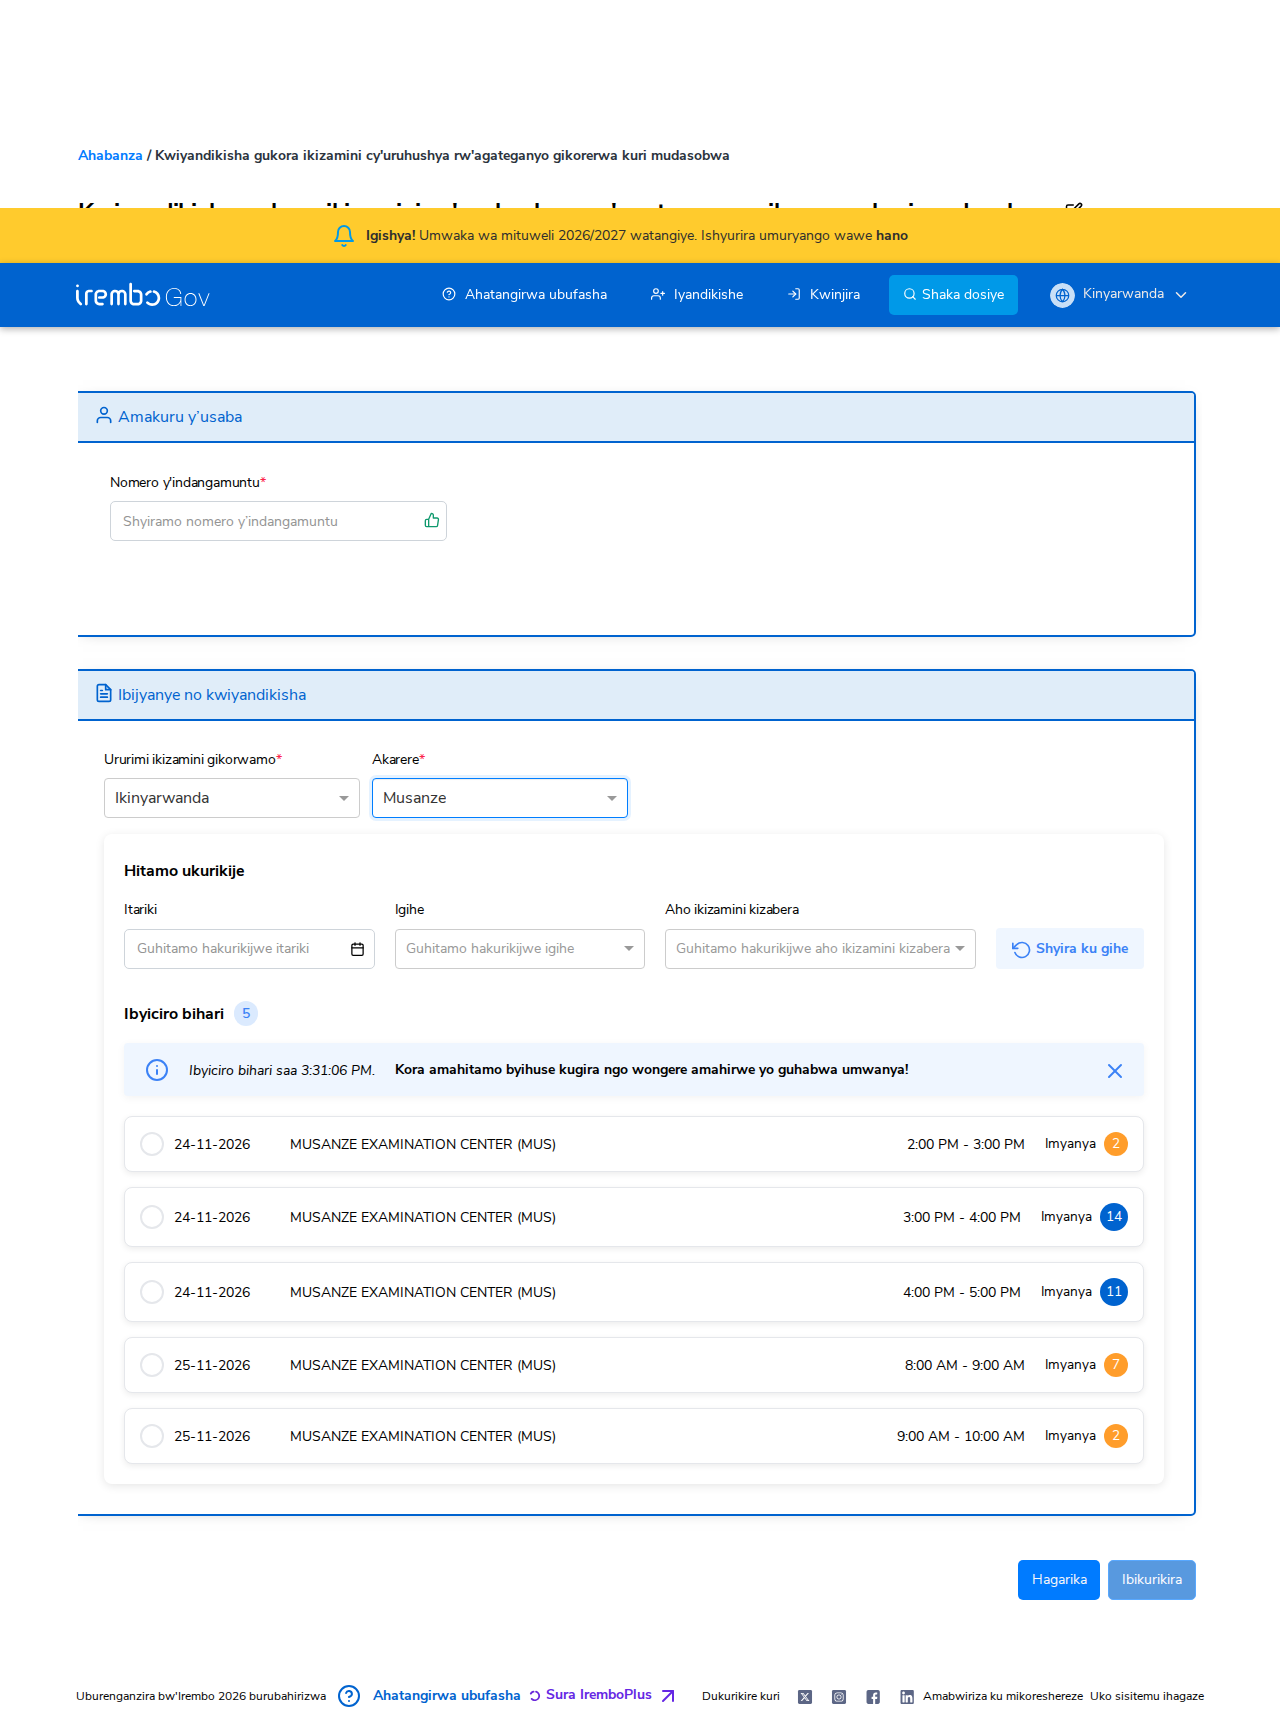 Ahabanza / Kwiyandikisha gukora ikizamini cy'uruhushya rw'agateganyo gikorerwa kuri mudasobwa
Igishya! Umwaka wa mituweli 2026/2027 watangiye. Ishyurira umuryango wawe hano
irembo Gov
Ahatangirwa ubufasha
Iyandikishe
Kwinjira
Shaka dosiye
Kinyarwanda
Amakuru y'usaba
Nomero y'indangamuntu*
Shyiramo nomero y'indangamuntu
Ibijyanye no kwiyandikisha
Ururimi ikizamini gikorwamo* Akarere*
Ikinyarwanda Musanze
Hitamo ukurikije
Itariki Igihe Aho ikizamini kizabera
Guhitamo hakurikijwe itariki Guhitamo hakurikijwe igihe Guhitamo hakurikijwe aho ikizamini kizabera Shyira ku gihe
Ibyiciro bihari 5
Ibyiciro bihari saa 3:31:06 PM. Kora amahitamo byihuse kugira ngo wongere amahirwe yo guhabwa umwanya!
24-11-2026 MUSANZE EXAMINATION CENTER (MUS) 2:00 PM - 3:00 PM Imyanya 2
24-11-2026 MUSANZE EXAMINATION CENTER (MUS) 3:00 PM - 4:00 PM Imyanya 14
24-11-2026 MUSANZE EXAMINATION CENTER (MUS) 4:00 PM - 5:00 PM Imyanya 11
25-11-2026 MUSANZE EXAMINATION CENTER (MUS) 8:00 AM - 9:00 AM Imyanya 7
25-11-2026 MUSANZE EXAMINATION CENTER (MUS) 9:00 AM - 10:00 AM Imyanya 2
Hagarika Ibikurikira
Uburenganzira bw'Irembo 2026 burubahirizwa Ahatangirwa ubufasha Sura IremboPlus Dukurikire kuri Amabwiriza ku mikoreshereze Uko sisitemu ihagaze